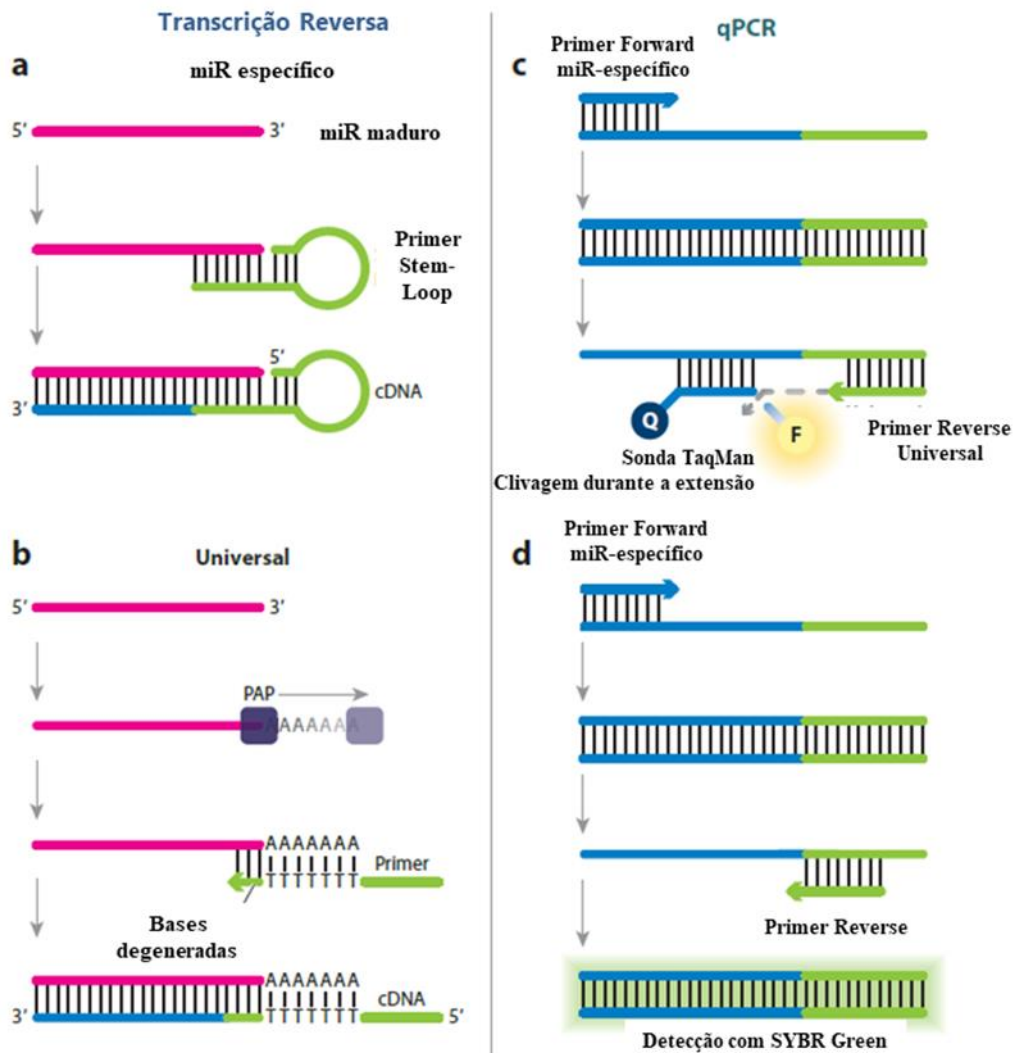 Transcrição Reversa
a
miR específico
5′
3′
miR maduro
Primer
Stem-
Loop
5′
cDNA
3′
b
Universal
5′
3′
PAP
AAAAAAA
AAAAAAA
TTTTTTT
Primer
Bases
degeneradas
AAAAAAA
TTTTTTT
cDNA
3′
5′
qPCR
c
Primer Forward
miR-específico
Q
F
Sonda TaqMan
Clivagem durante a extensão
Primer Reverse
Universal
d
Primer Forward
miR-específico
Primer Reverse
Detecção com SYBR Green